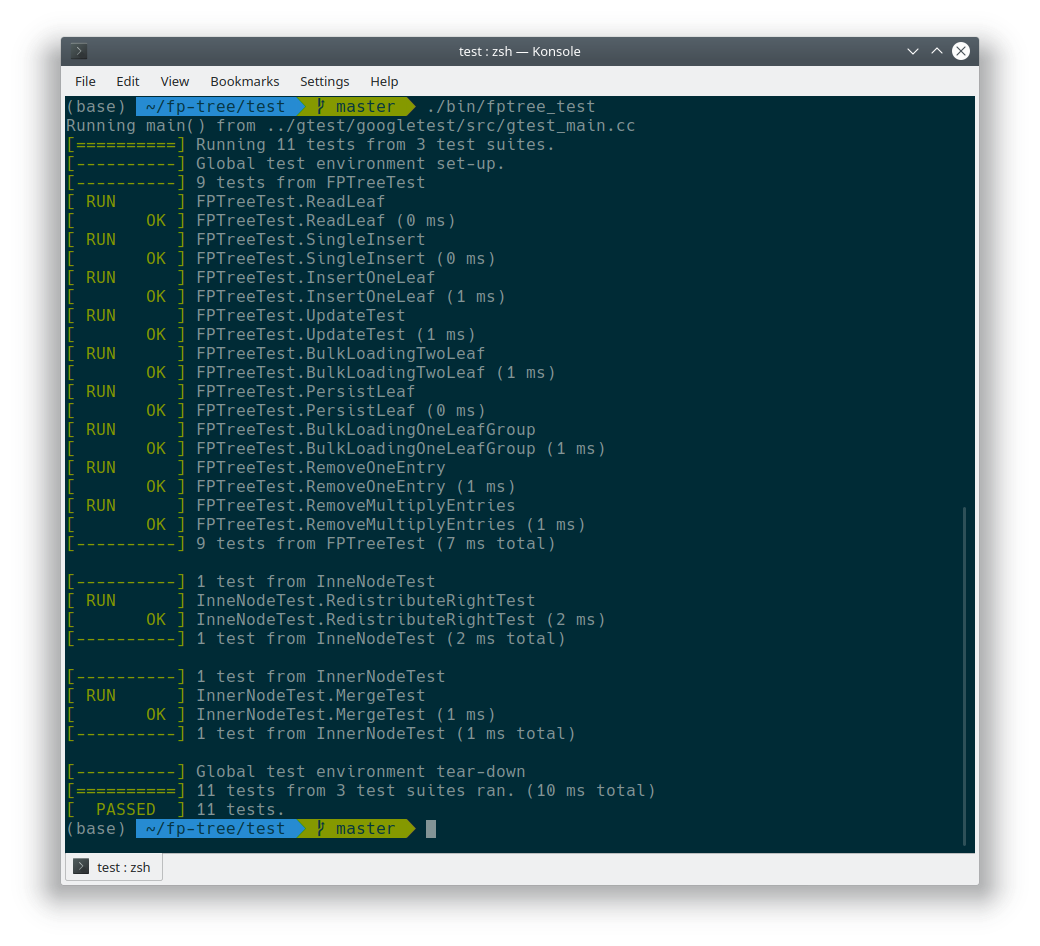 test : zsh — Konsole
File Edit View Bookmarks Settings Help
(base) ~/fp-tree/test master ./bin/fptree_test
Running main() from ../gtest/googletest/src/gtest_main.cc
[==========] Running 11 tests from 3 test suites.
[----------] Global test environment set-up.
[----------] 9 tests from FPTreeTest
[ RUN      ] FPTreeTest.ReadLeaf
[       OK ] FPTreeTest.ReadLeaf (0 ms)
[ RUN      ] FPTreeTest.SingleInsert
[       OK ] FPTreeTest.SingleInsert (0 ms)
[ RUN      ] FPTreeTest.InsertOneLeaf
[       OK ] FPTreeTest.InsertOneLeaf (1 ms)
[ RUN      ] FPTreeTest.UpdateTest
[       OK ] FPTreeTest.UpdateTest (1 ms)
[ RUN      ] FPTreeTest.BulkLoadingTwoLeaf
[       OK ] FPTreeTest.BulkLoadingTwoLeaf (1 ms)
[ RUN      ] FPTreeTest.PersistLeaf
[       OK ] FPTreeTest.PersistLeaf (0 ms)
[ RUN      ] FPTreeTest.BulkLoadingOneLeafGroup
[       OK ] FPTreeTest.BulkLoadingOneLeafGroup (1 ms)
[ RUN      ] FPTreeTest.RemoveOneEntry
[       OK ] FPTreeTest.RemoveOneEntry (1 ms)
[ RUN      ] FPTreeTest.RemoveMultiplyEntries
[       OK ] FPTreeTest.RemoveMultiplyEntries (1 ms)
[----------] 9 tests from FPTreeTest (7 ms total)
[----------] 1 test from InneNodeTest
[ RUN      ] InneNodeTest.RedistributeRightTest
[       OK ] InneNodeTest.RedistributeRightTest (2 ms)
[----------] 1 test from InneNodeTest (2 ms total)
[----------] 1 test from InnerNodeTest
[ RUN      ] InnerNodeTest.MergeTest
[       OK ] InnerNodeTest.MergeTest (1 ms)
[----------] 1 test from InnerNodeTest (1 ms total)
[----------] Global test environment tear-down
[==========] 11 tests from 3 test suites ran. (10 ms total)
[  PASSED  ] 11 tests.
(base) ~/fp-tree/test master
test : zsh